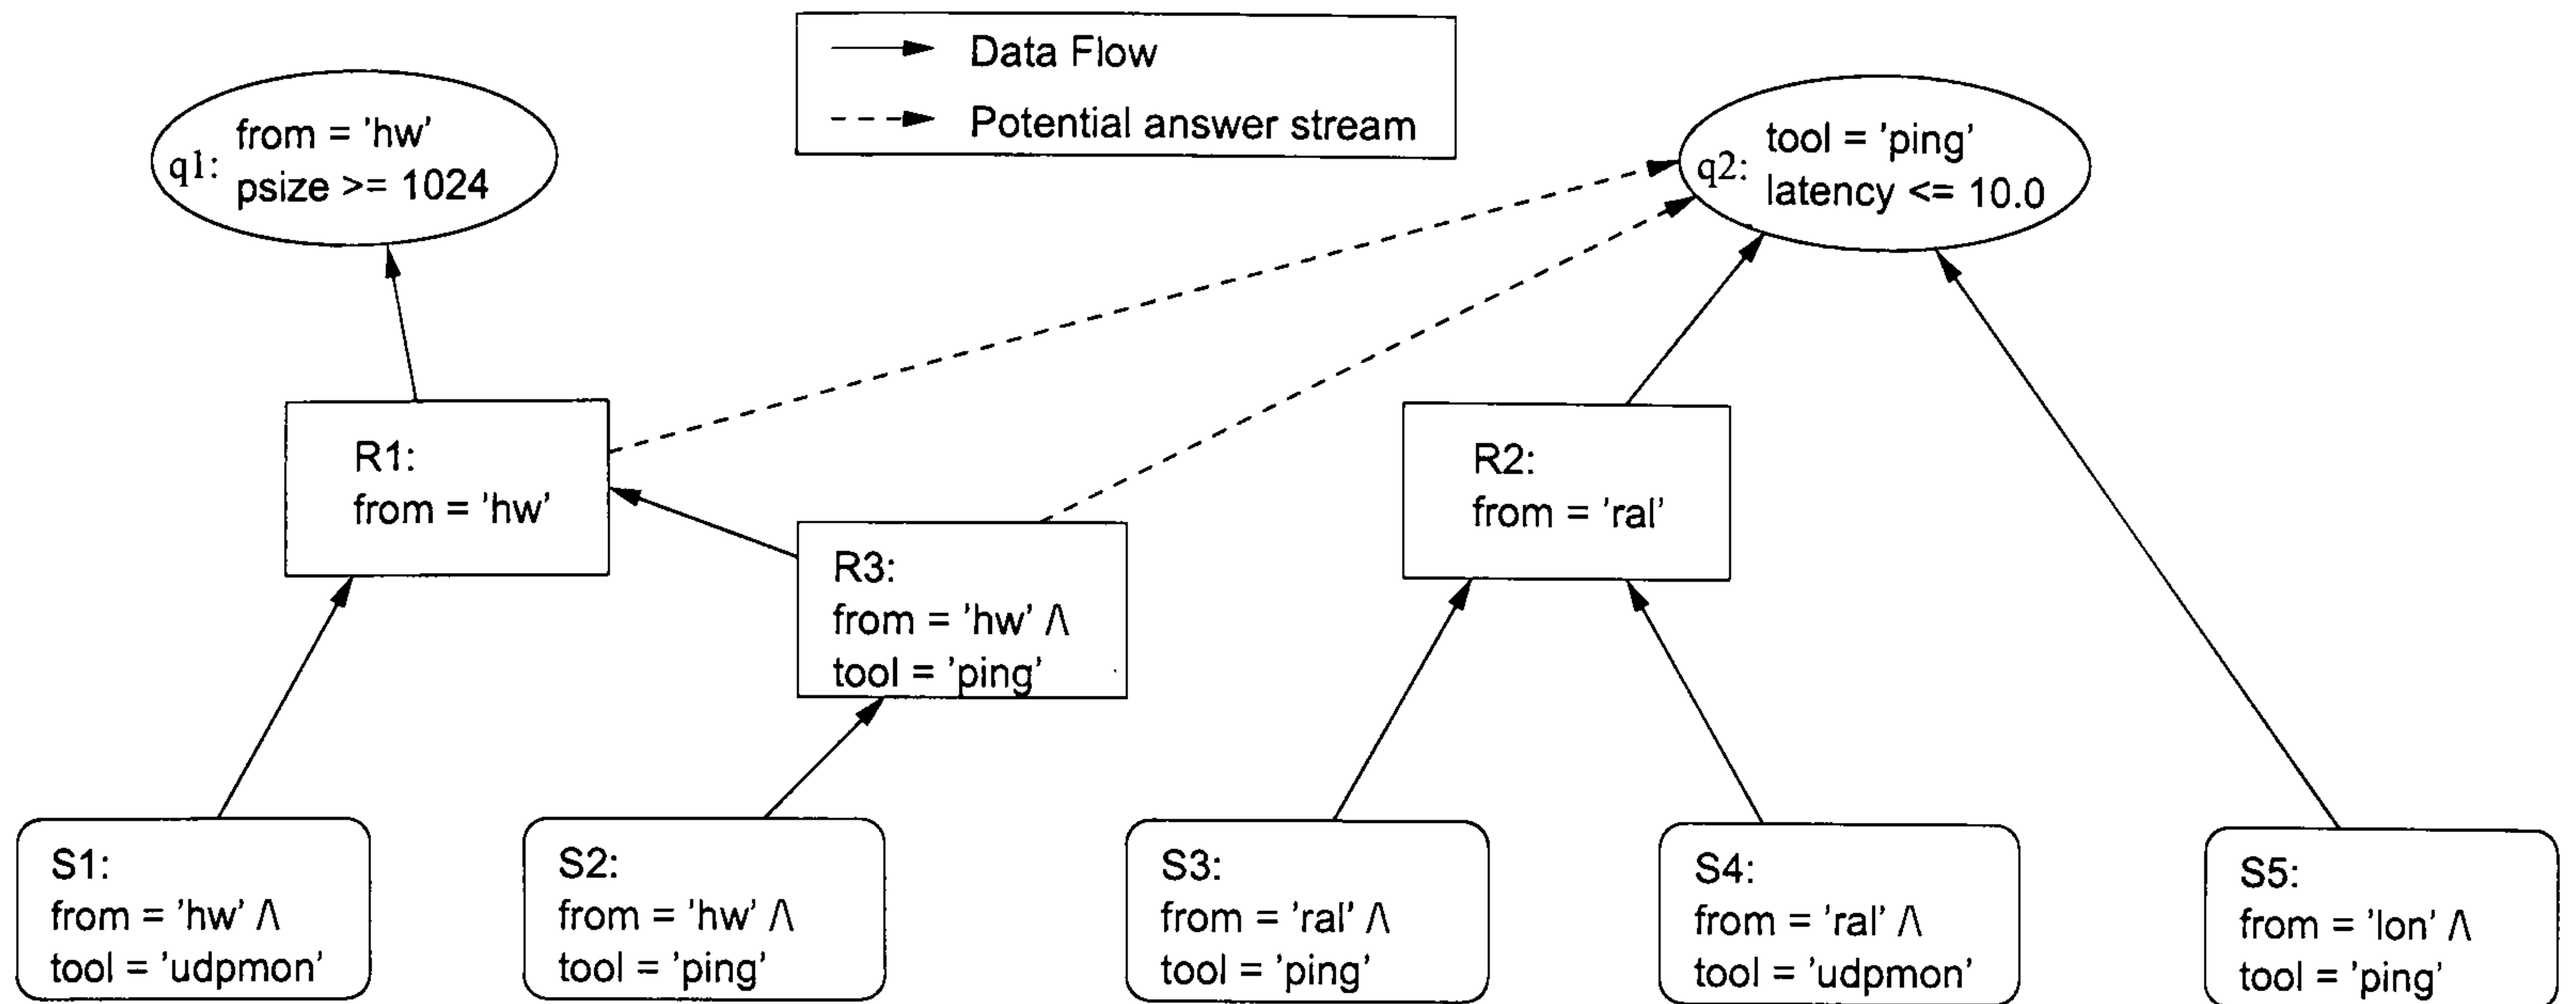 Data Flow
Potential answer stream
q1: from = 'hw'
psize >= 1024
q2: tool = 'ping'
latency <= 10.0
R1:
from = 'hw'
R2:
from = 'ral'
R3:
from = 'hw' /\
tool = 'ping'
S1:
from = 'hw' /\
tool = 'udpmon'
S2:
from = 'hw' /\
tool = 'ping'
S3:
from = 'ral' /\
tool = 'ping'
S4:
from = 'ral' /\
tool = 'udpmon'
S5:
from = 'lon' /\
tool = 'ping'